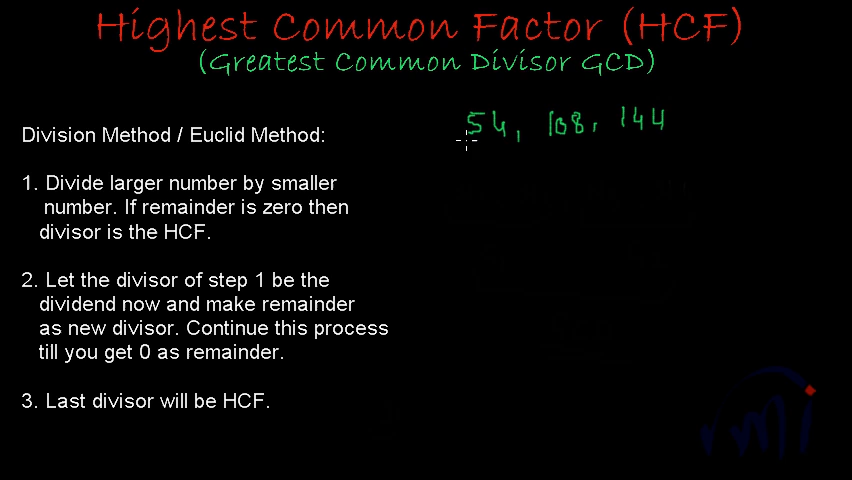 Highest Common Factor (HCF)
(Greatest Common Divisor GCD)
54, 108, 144
Division Method / Euclid Method:
1. Divide larger number by smaller
number. If remainder is zero then
divisor is the HCF.
2. Let the divisor of step 1 be the
dividend now and make remainder
as new divisor. Continue this process
till you get 0 as remainder.
3. Last divisor will be HCF.
rmi